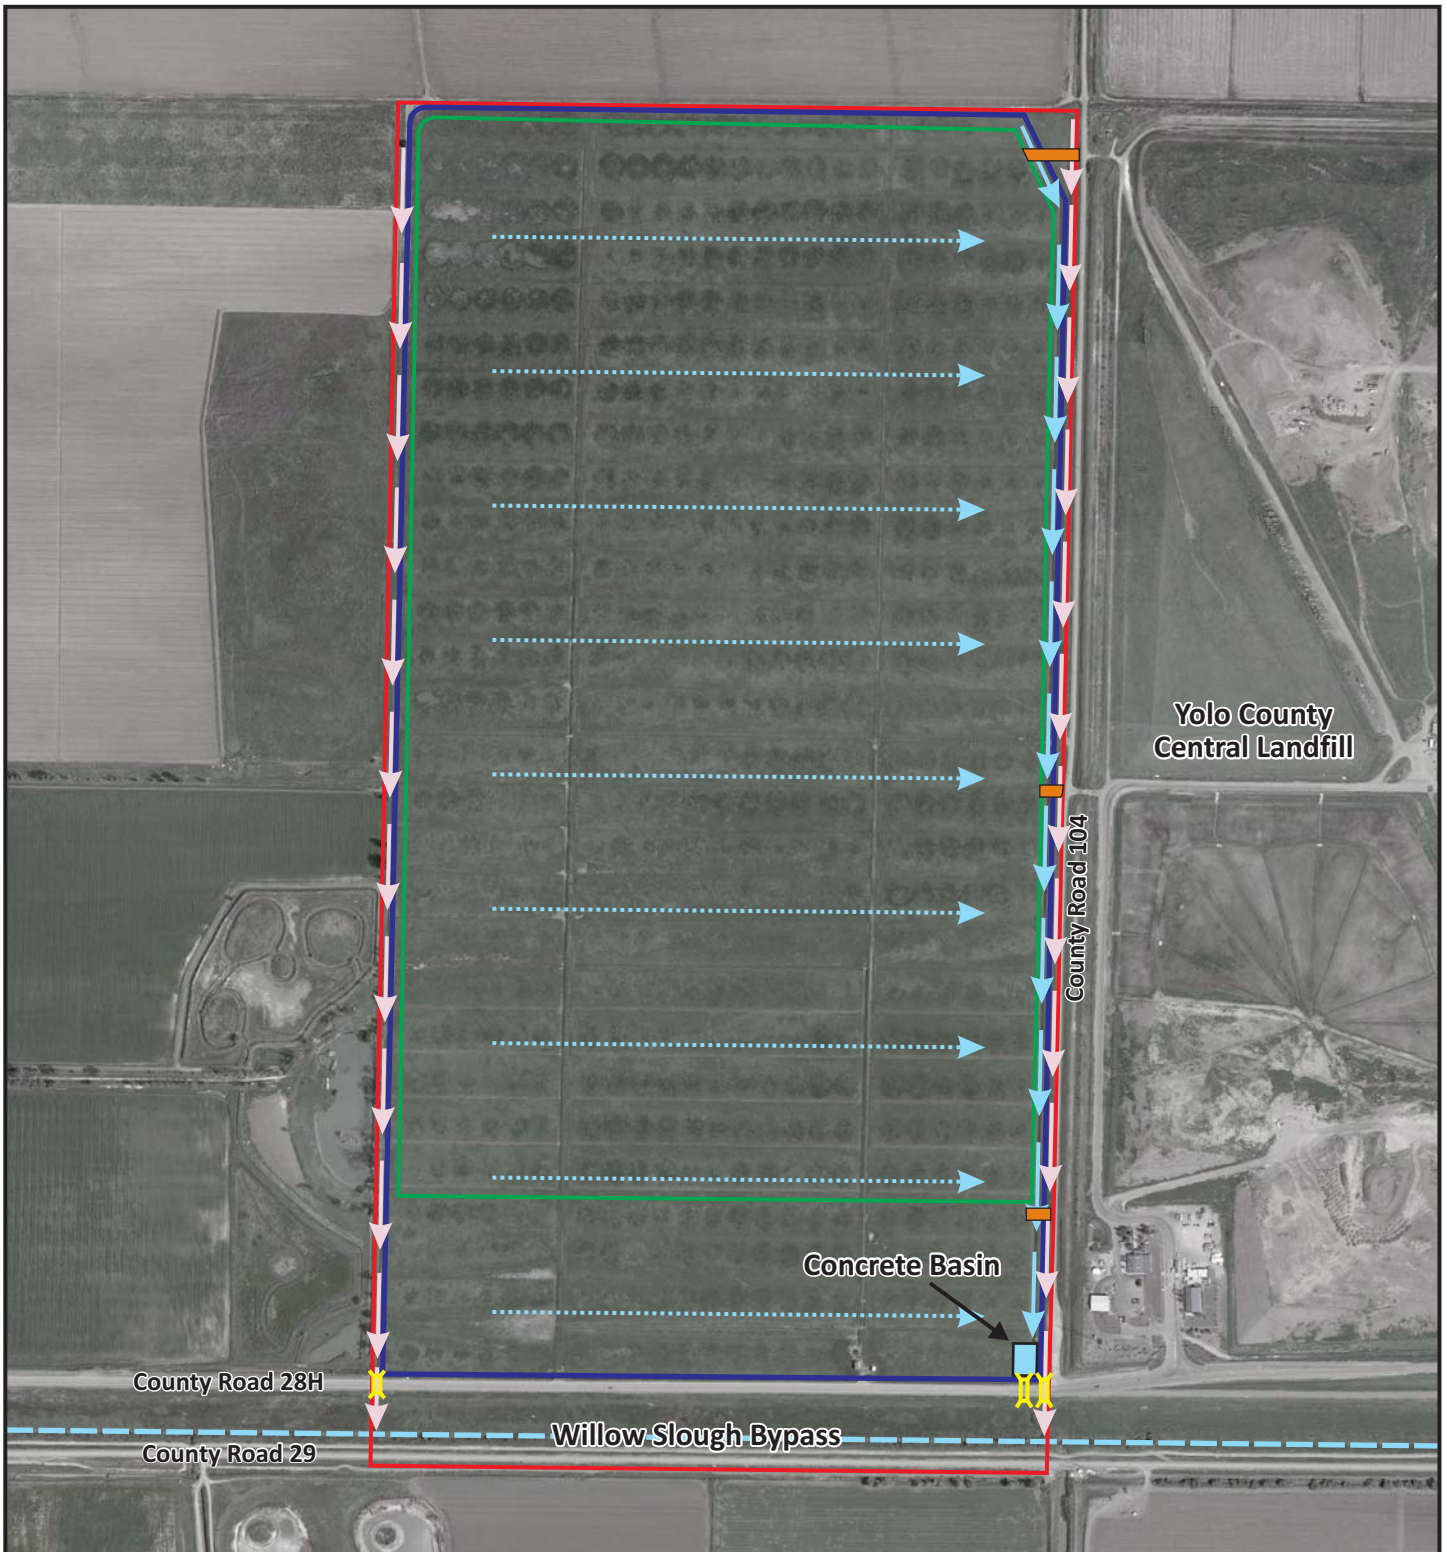 Yolo County
Central Landfill
County Road 104
Concrete Basin
County Road 28H
Willow Slough Bypass
County Road 29